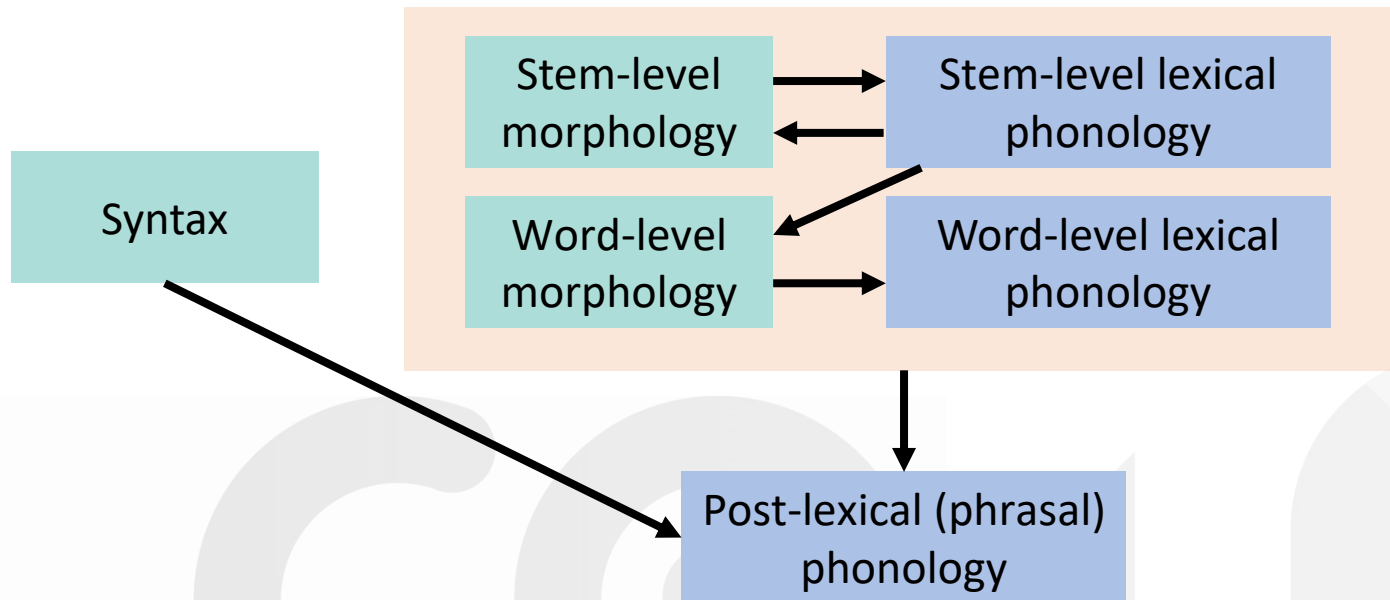 Stem-level
morphology
Stem-level lexical
phonology
Syntax
Word-level
morphology
Word-level lexical
phonology
Post-lexical (phrasal)
phonology